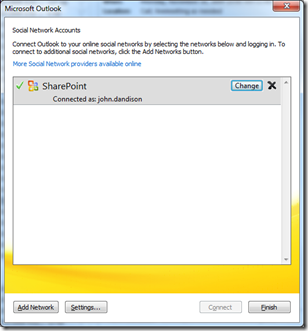 Microsoft Outlook
Social Network Accounts
Connect Outlook to your online social networks by selecting the networks below and logging in. To
connect to additional social networks, click the Add Networks button.
More Social Network providers available online
SharePoint
Change
Connected as: john.dandison
Add Network
Settings...
Connect
Finish